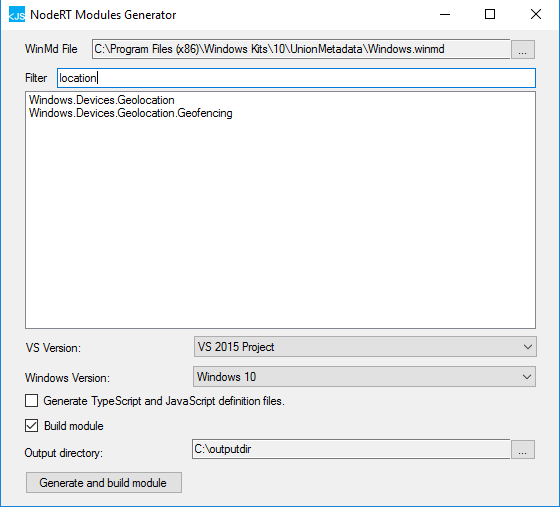 <JS NodeRT Modules Generator
WinMd File C:\Program Files (x86)\Windows Kits\10\UnionMetadata\Windows.winmd ...
Filter location
Windows.Devices.Geolocation
Windows.Devices.Geolocation.Geofencing
VS Version: VS 2015 Project
Windows Version: Windows 10
Generate TypeScript and JavaScript definition files.
Build module
Output directory: C:\outputdir ...
Generate and build module